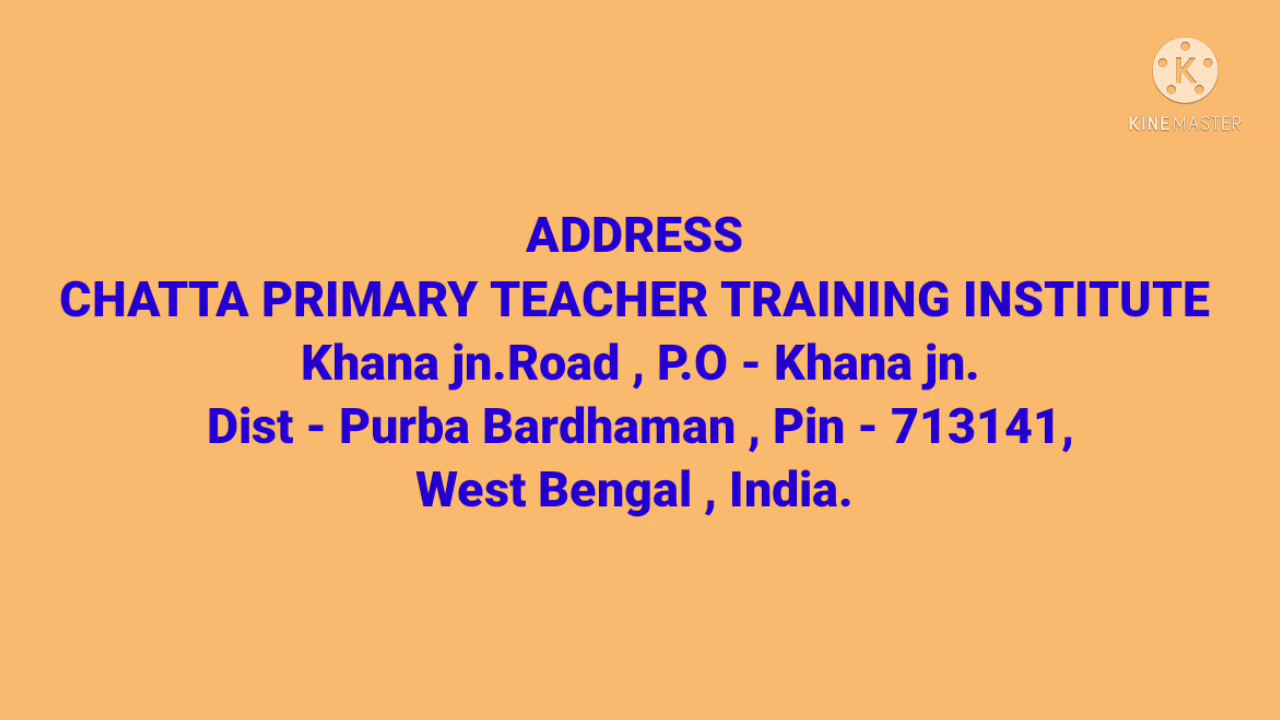 K
KINEMASTER
ADDRESS
CHATTA PRIMARY TEACHER TRAINING INSTITUTE
Khana jn.Road , P.O - Khana jn.
Dist - Purba Bardhaman , Pin - 713141,
West Bengal , India.